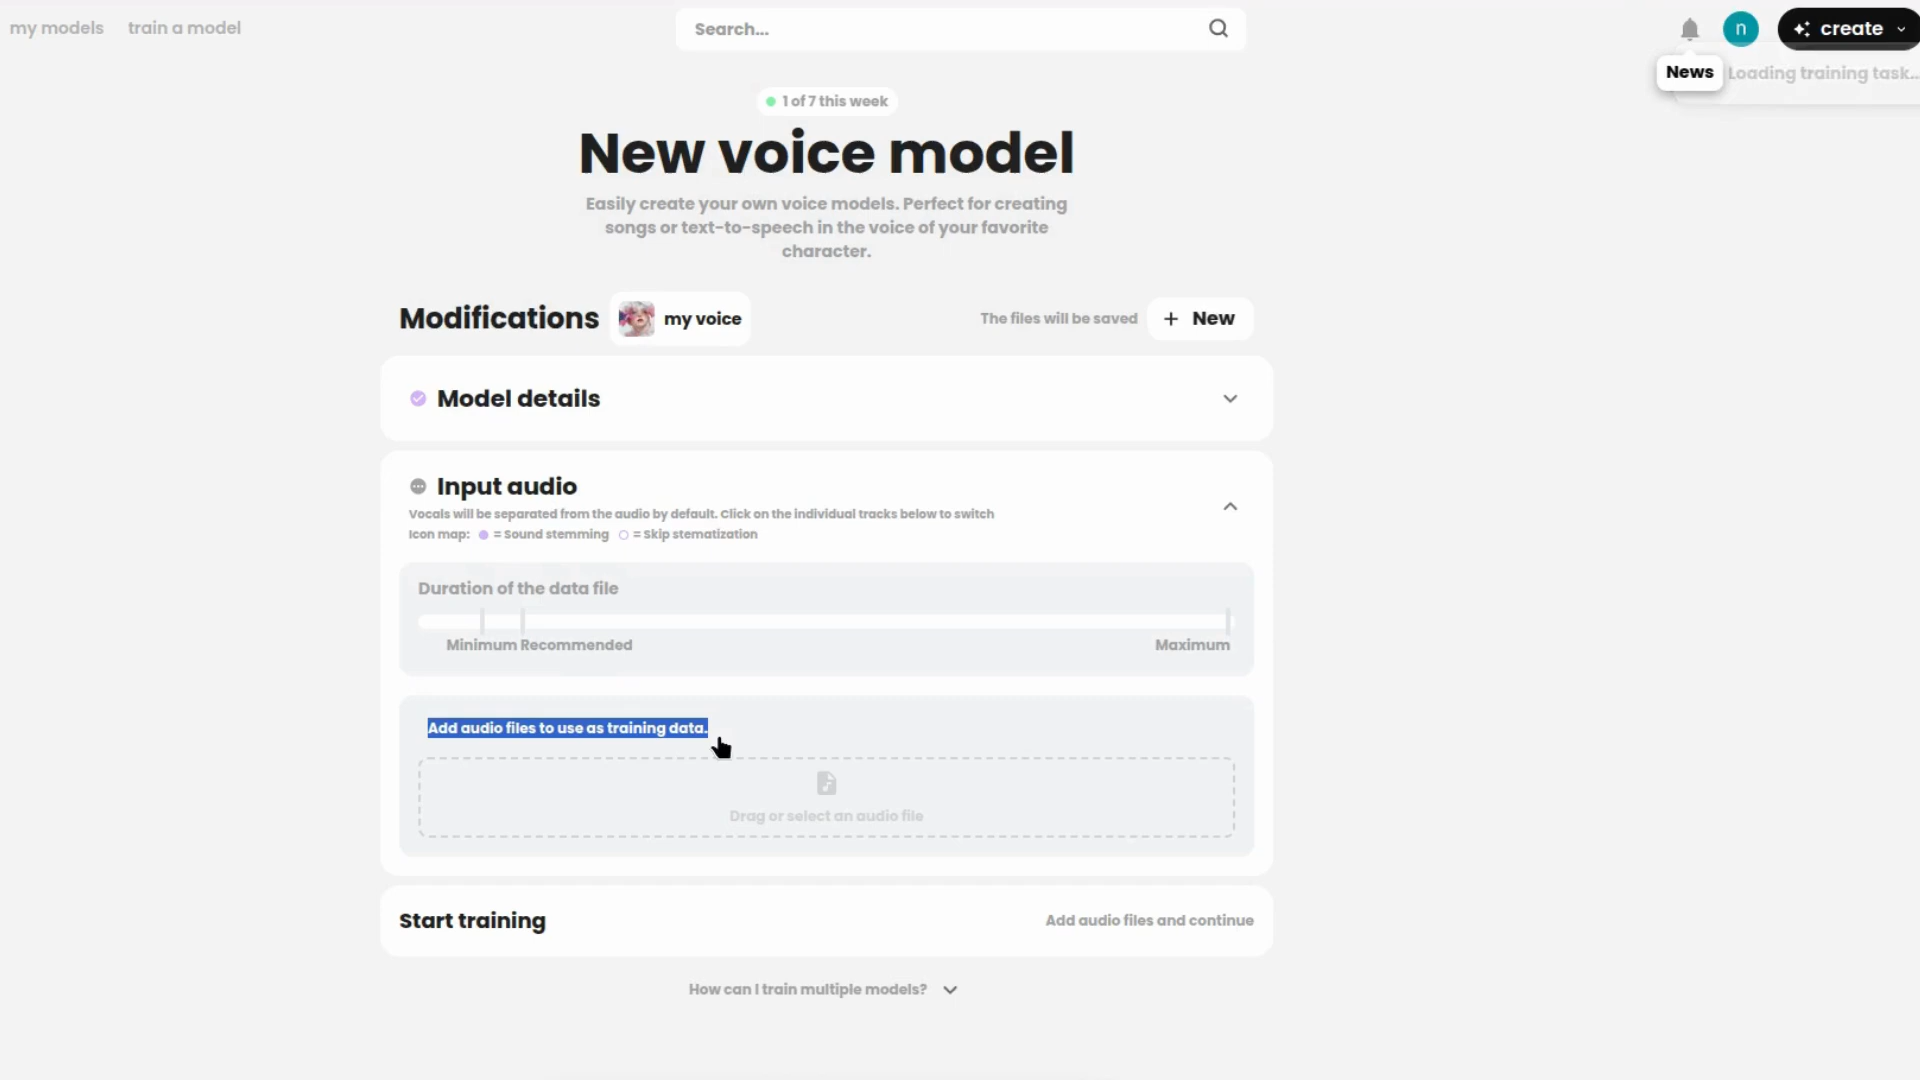 my models
train a model
Search...
n
create
News
Loading training task...
1 of 7 this week
New voice model
Easily create your own voice models. Perfect for creating
songs or text-to-speech in the voice of your favorite
character.
Modifications
my voice
The files will be saved
+ New
Model details
Input audio
Vocals will be separated from the audio by default. Click on the individual tracks below to switch
Icon map: = Sound stemming = Skip stematization
Duration of the data file
Minimum Recommended
Maximum
Add audio files to use as training data.
Drag or select an audio file
Start training
Add audio files and continue
How can I train multiple models?